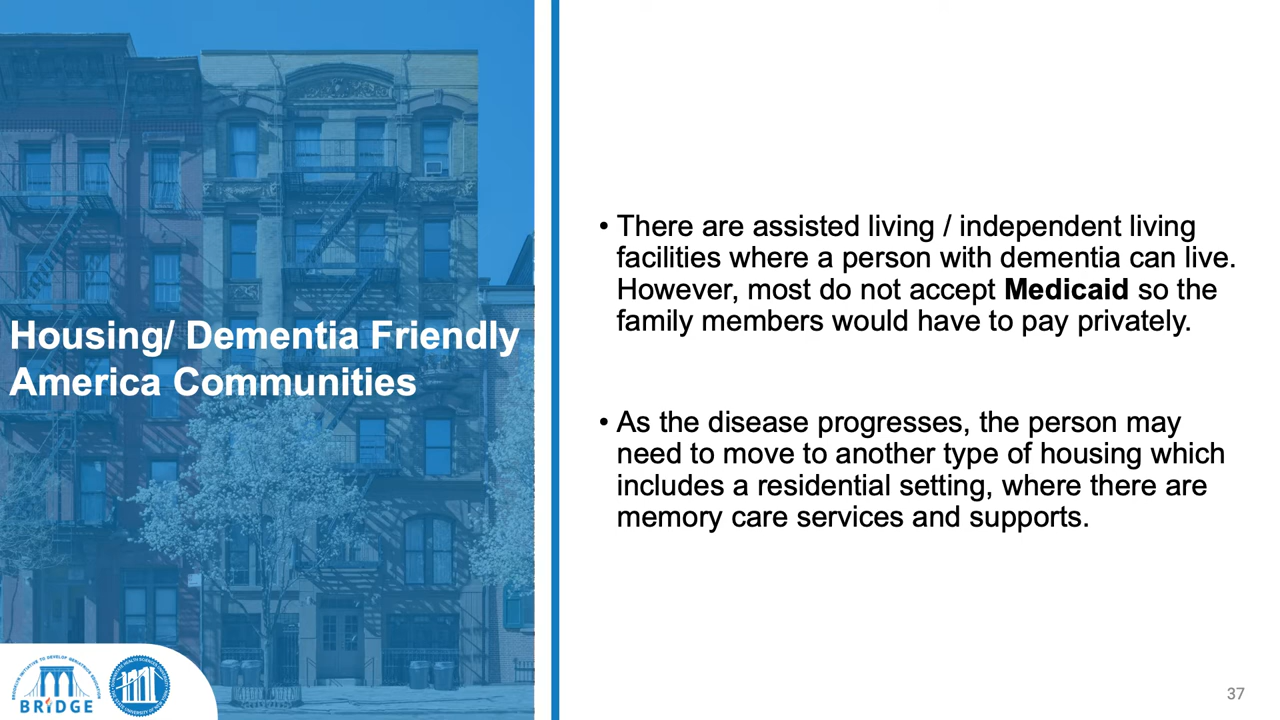 Housing/ Dementia Friendly
America Communities
• There are assisted living / independent living
facilities where a person with dementia can live.
However, most do not accept Medicaid so the
family members would have to pay privately.
• As the disease progresses, the person may
need to move to another type of housing which
includes a residential setting, where there are
memory care services and supports.
BRIDGE
37